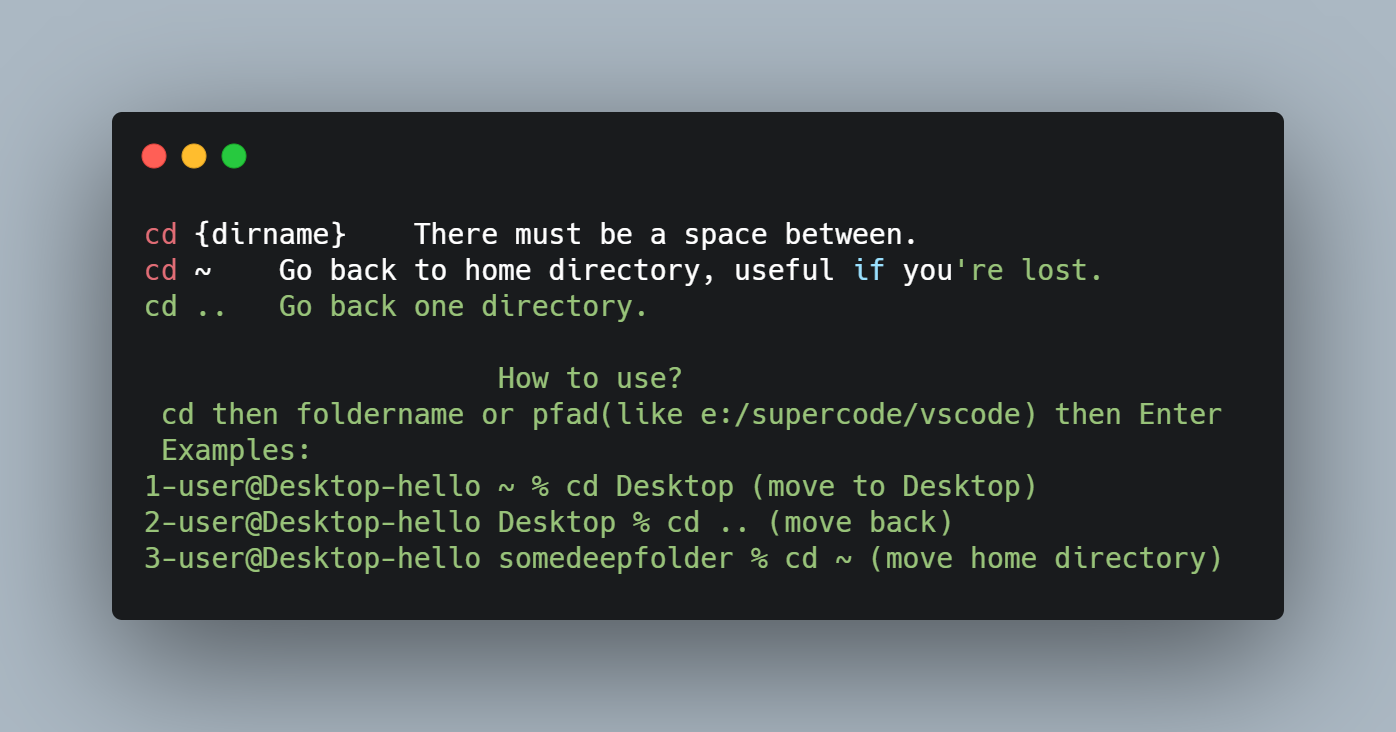 cd {dirname}    There must be a space between.
cd ~    Go back to home directory, useful if you're lost.
cd ..   Go back one directory.

                     How to use?
 cd then foldername or pfad(like e:/supercode/vscode) then Enter
 Examples:
1-user@Desktop-hello ~ % cd Desktop (move to Desktop)
2-user@Desktop-hello Desktop % cd .. (move back)
3-user@Desktop-hello somedeepfolder % cd ~ (move home directory)